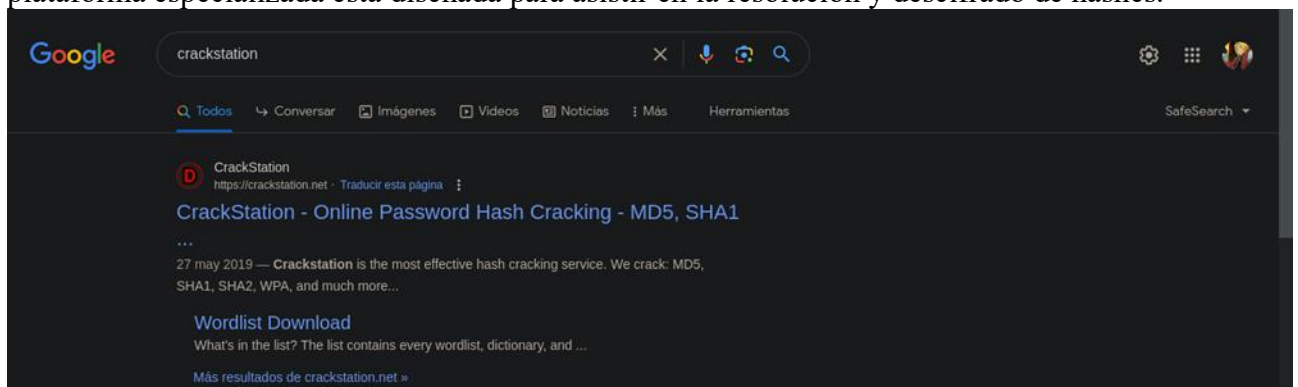 plataforma especializada está diseñada para asistir en la resolución y descifrado de hashes.
Google
crackstation
Todos Conversar Imágenes Videos Noticias Más Herramientas SafeSearch
D
CrackStation
https://crackstation.net · Traducir esta página
CrackStation - Online Password Hash Cracking - MD5, SHA1
...
27 may 2019 — Crackstation is the most effective hash cracking service. We crack: MD5,
SHA1, SHA2, WPA, and much more...
Wordlist Download
What's in the list? The list contains every wordlist, dictionary, and ...
Más resultados de crackstation.net »